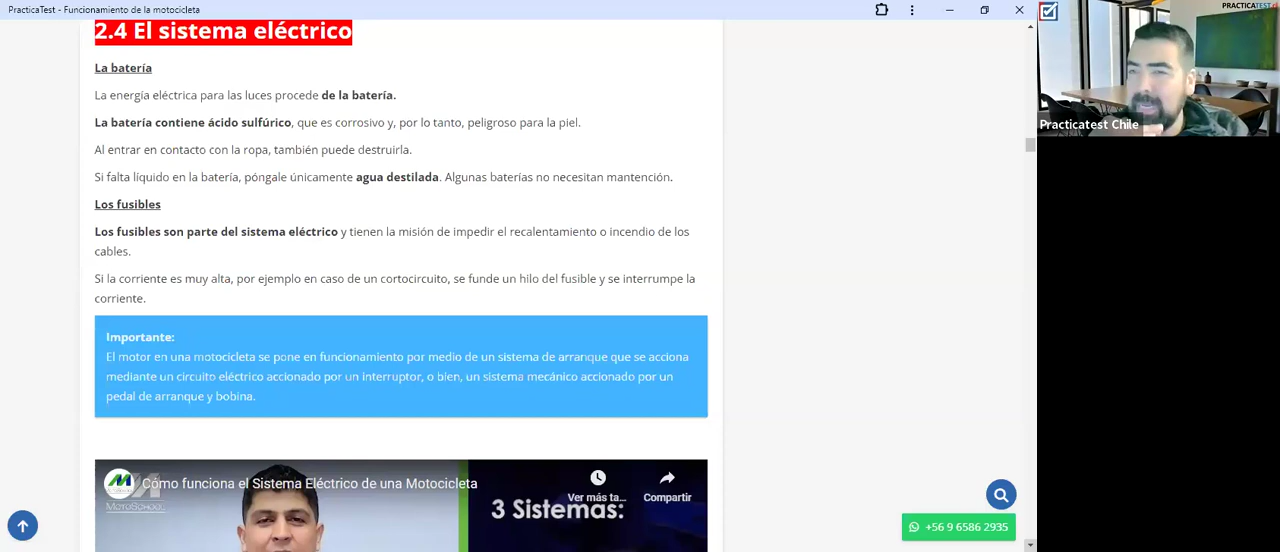 PracticaTest - Funcionamiento de la motocicleta
PRACTICATEST.cl
2.4 El sistema eléctrico
La batería
La energía eléctrica para las luces procede de la batería.
La batería contiene ácido sulfúrico, que es corrosivo y, por lo tanto, peligroso para la piel.
Practicatest Chile
Al entrar en contacto con la ropa, también puede destruirla.
Si falta líquido en la batería, póngale únicamente agua destilada. Algunas baterías no necesitan mantención.
Los fusibles
Los fusibles son parte del sistema eléctrico y tienen la misión de impedir el recalentamiento o incendio de los
cables.
Si la corriente es muy alta, por ejemplo en caso de un cortocircuito, se funde un hilo del fusible y se interrumpe la
corriente.
Importante:
El motor en una motocicleta se pone en funcionamiento por medio de un sistema de arranque que se acciona
mediante un circuito eléctrico accionado por un interruptor, o bien, un sistema mecánico accionado por un
pedal de arranque y bobina.
Cómo funciona el Sistema Eléctrico de una Motocicleta
Ver más ta...
Compartir
MOTOSCHOOL
3 Sistemas:
+56 9 6586 2935